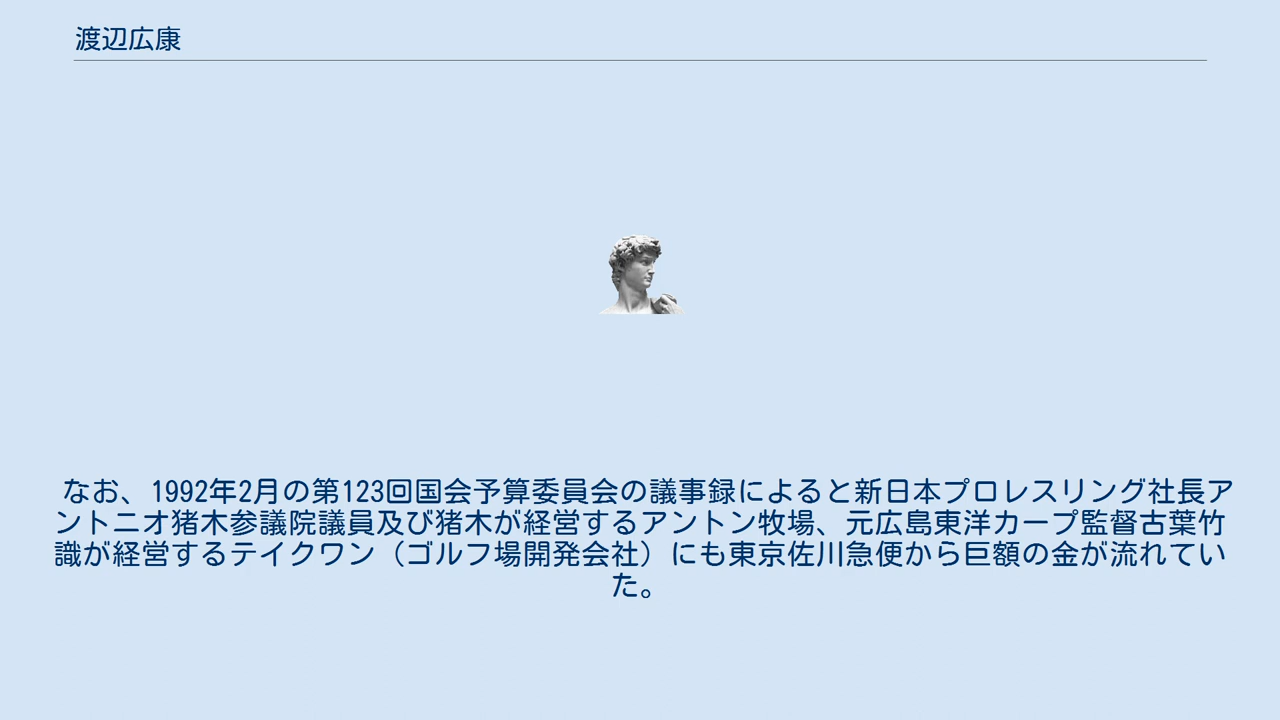 渡辺広康
なお、1992年2月の第123回国会予算委員会の議事録によると新日本プロレスリング社長ア
ントニオ猪木参議院議員及び猪木が経営するアントン牧場、元広島東洋カープ監督古葉竹
識が経営するテイクワン（ゴルフ場開発会社）にも東京佐川急便から巨額の金が流れてい
た。